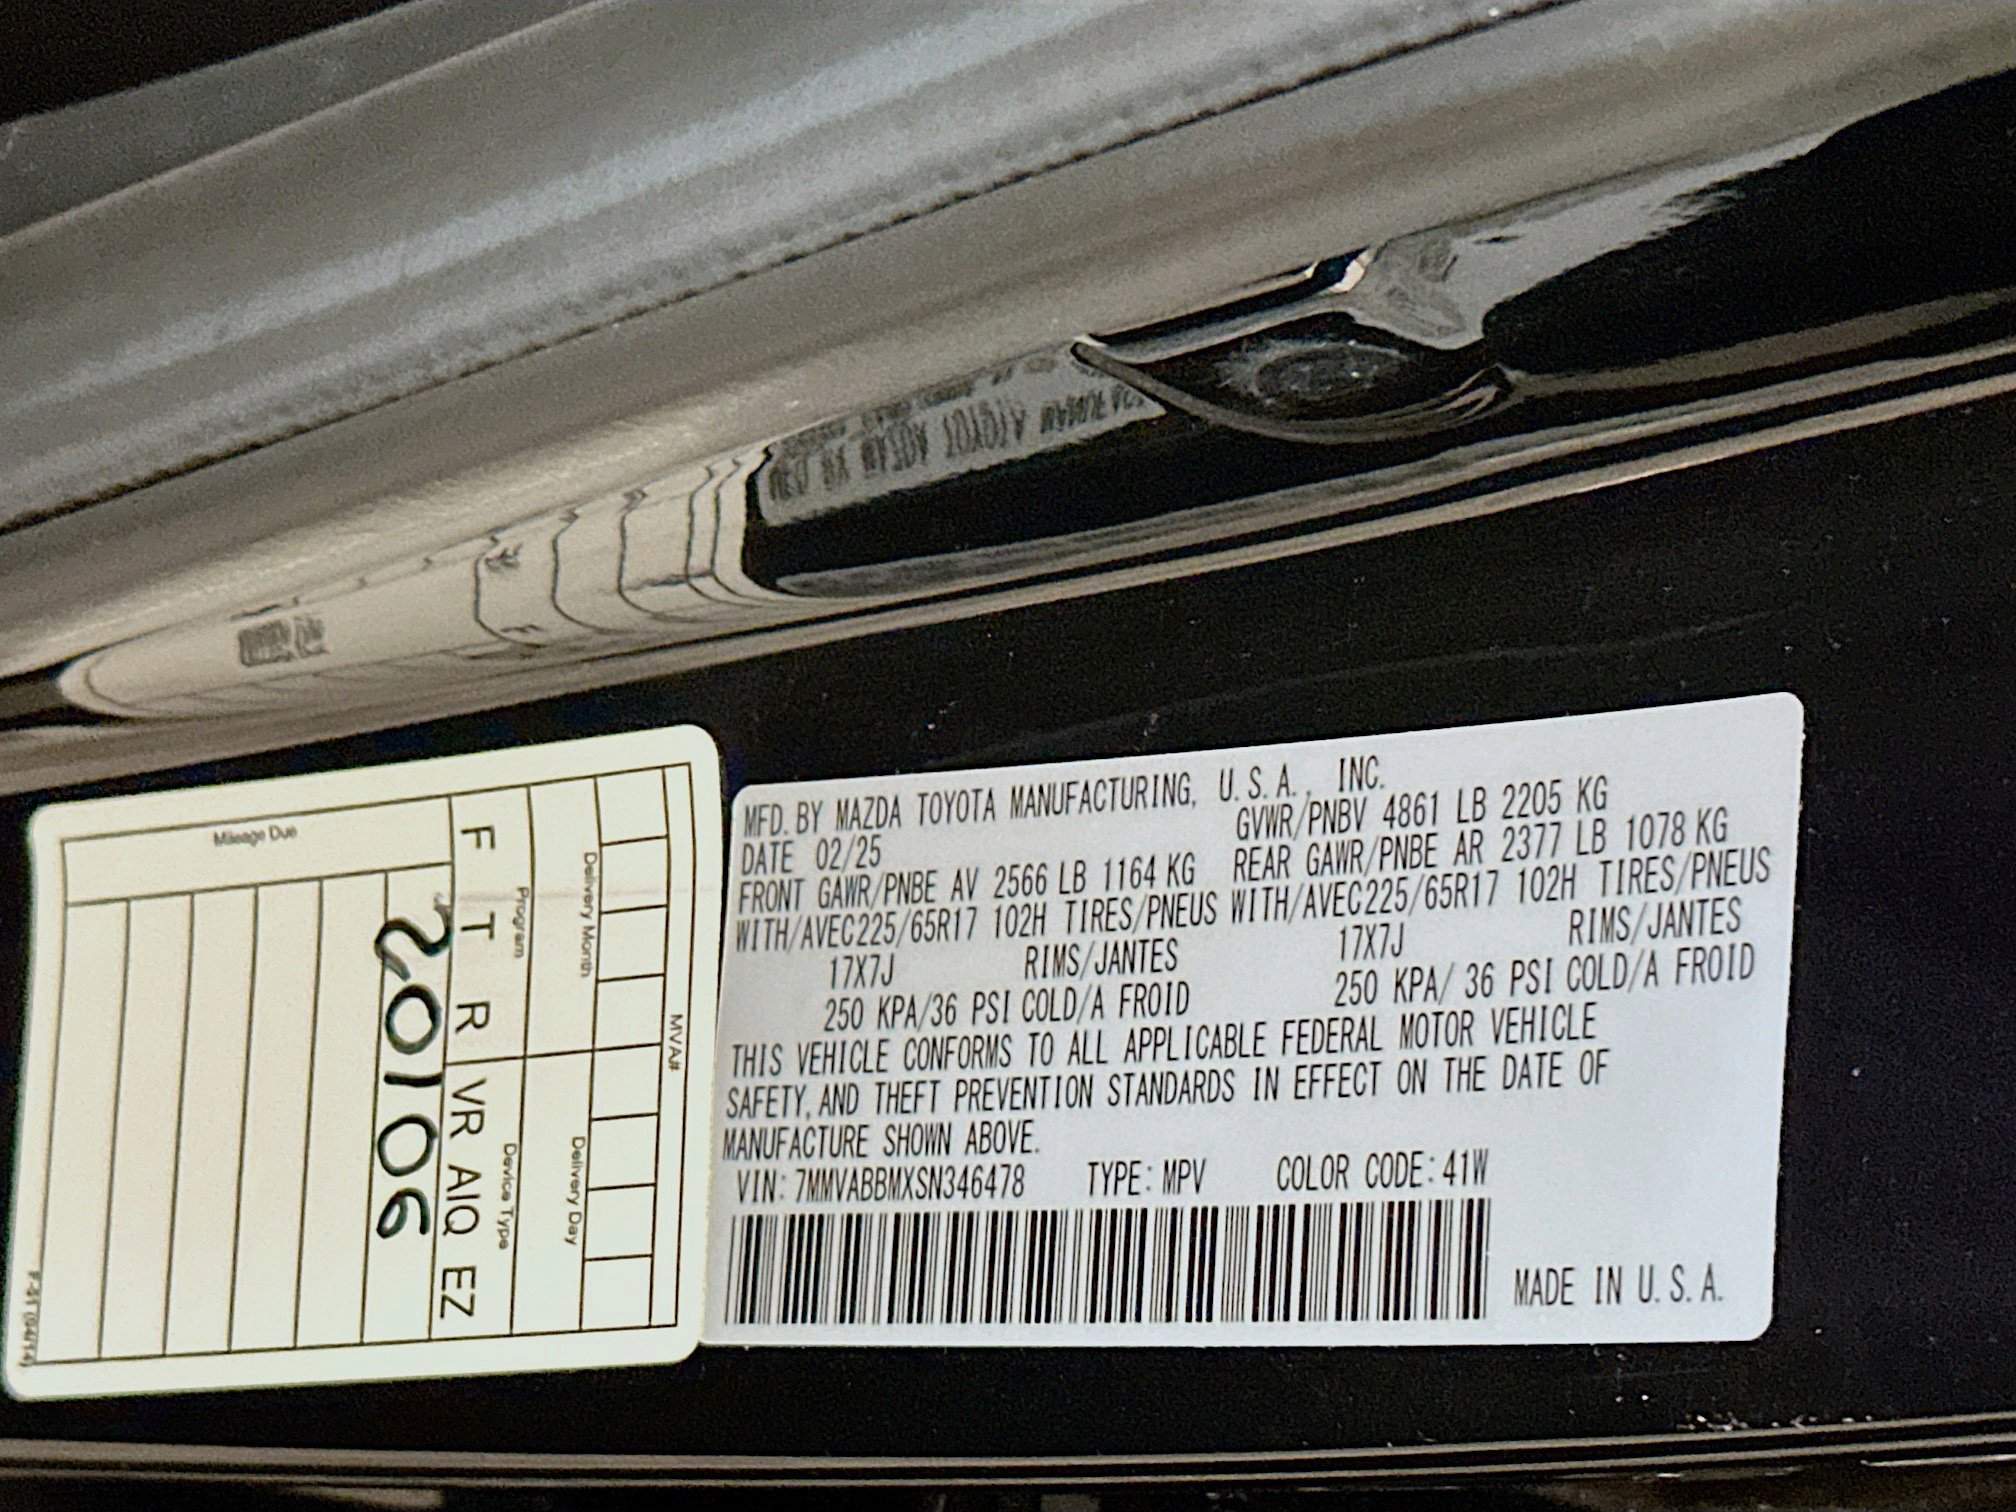 MFD. BY MAZDA TOYOTA MANUFACTURING, U.S.A., INC.
DATE 02/25 GVWR/PNBV 4861 LB 2205 KG
FRONT GAWR/PNBE AV 2566 LB 1164 KG REAR GAWR/PNBE AR 2377 LB 1078 KG
WITH/AVEC225/65R17 102H TIRES/PNEUS WITH/AVEC225/65R17 102H TIRES/PNEUS
17X7J RIMS/JANTES 17X7J RIMS/JANTES
250 KPA/36 PSI COLD/A FROID 250 KPA/ 36 PSI COLD/A FROID
THIS VEHICLE CONFORMS TO ALL APPLICABLE FEDERAL MOTOR VEHICLE
SAFETY, AND THEFT PREVENTION STANDARDS IN EFFECT ON THE DATE OF
MANUFACTURE SHOWN ABOVE.
VIN: 7MMVABBMXSN346478 TYPE: MPV COLOR CODE: 41W
MADE IN U.S.A.
MVA#
Delivery Month Delivery Day
Program Device Type
F T R VR AIQ EZ
Mileage Due
20106
F-31 (04/14)